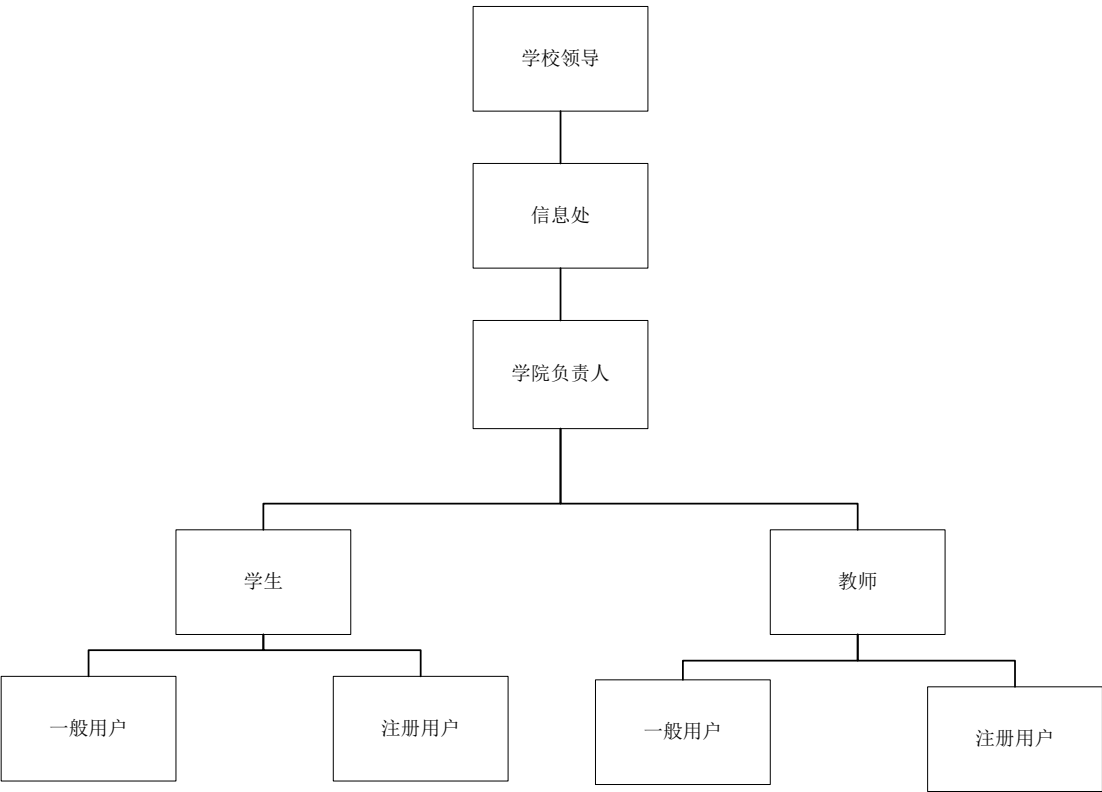 学校领导
信息处
学院负责人
学生
教师
一般用户
注册用户
一般用户
注册用户